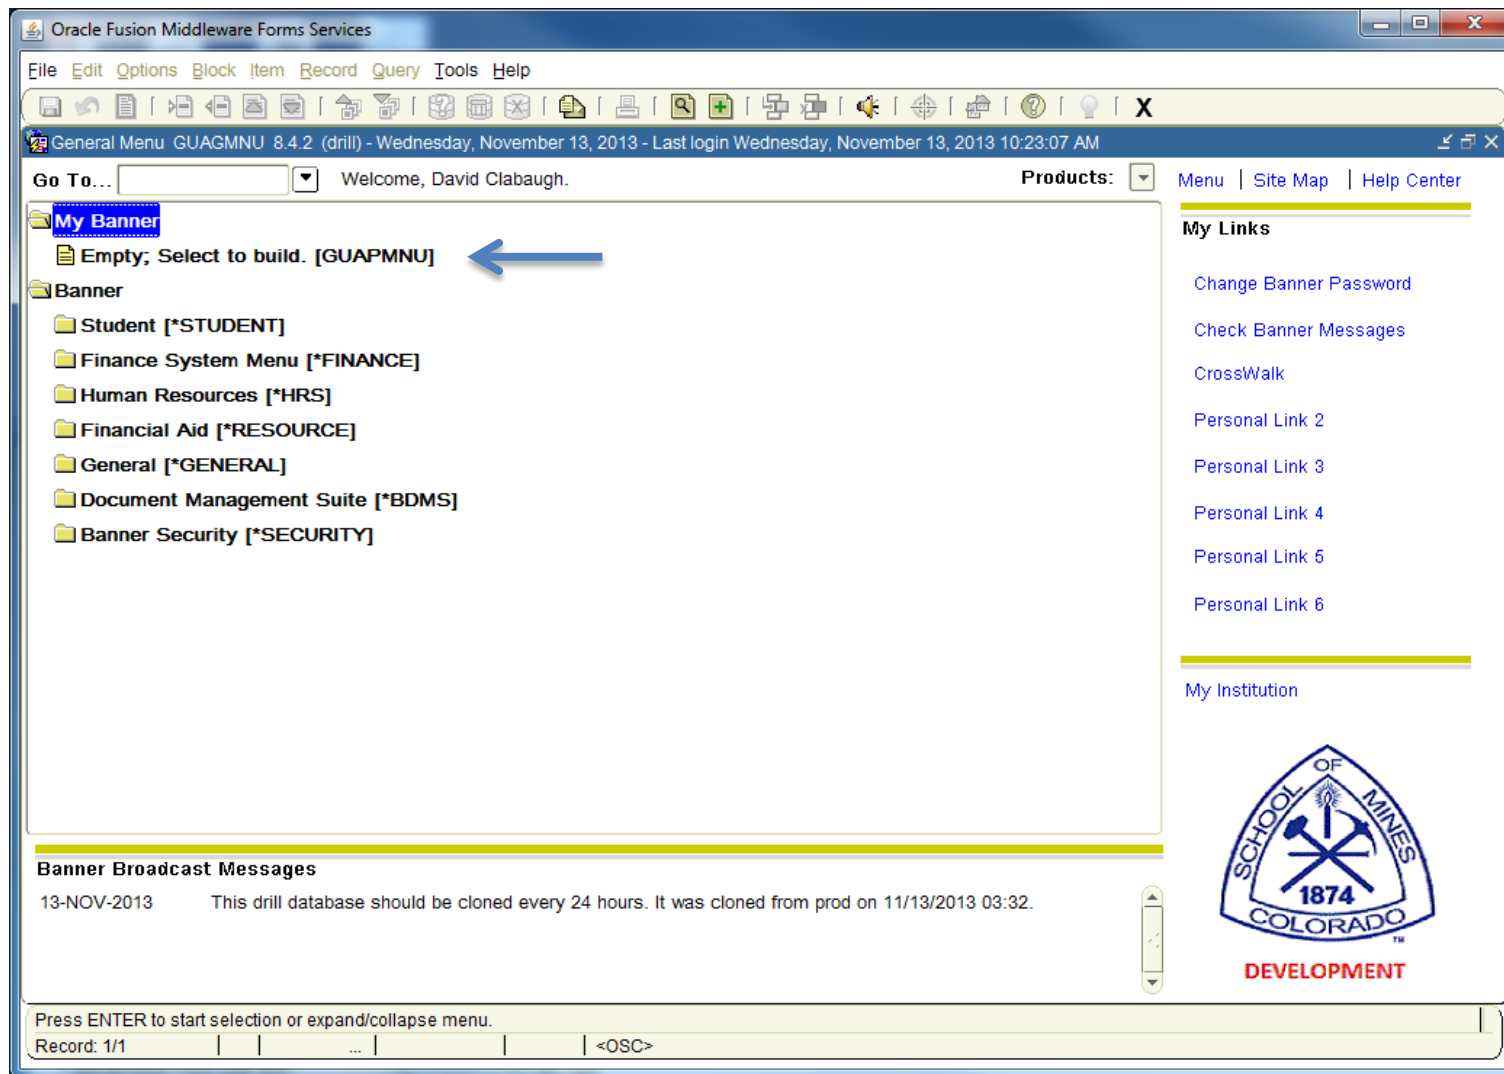 Oracle Fusion Middleware Forms Services
File Edit Options Block Item Record Query Tools Help
X
General Menu GUAGMNU 8.4.2 (drill) - Wednesday, November 13, 2013 - Last login Wednesday, November 13, 2013 10:23:07 AM
Go To... Welcome, David Clabaugh. Products: Menu | Site Map | Help Center
My Banner
Empty; Select to build. [GUAPMNU]
Banner
Student [*STUDENT]
Finance System Menu [*FINANCE]
Human Resources [*HRS]
Financial Aid [*RESOURCE]
General [*GENERAL]
Document Management Suite [*BDMS]
Banner Security [*SECURITY]
My Links
Change Banner Password
Check Banner Messages
CrossWalk
Personal Link 2
Personal Link 3
Personal Link 4
Personal Link 5
Personal Link 6
My Institution
SCHOOL OF MINES
1874
COLORADO
TM
DEVELOPMENT
Banner Broadcast Messages
13-NOV-2013 This drill database should be cloned every 24 hours. It was cloned from prod on 11/13/2013 03:32.
Press ENTER to start selection or expand/collapse menu.
Record: 1/1 ... <OSC>